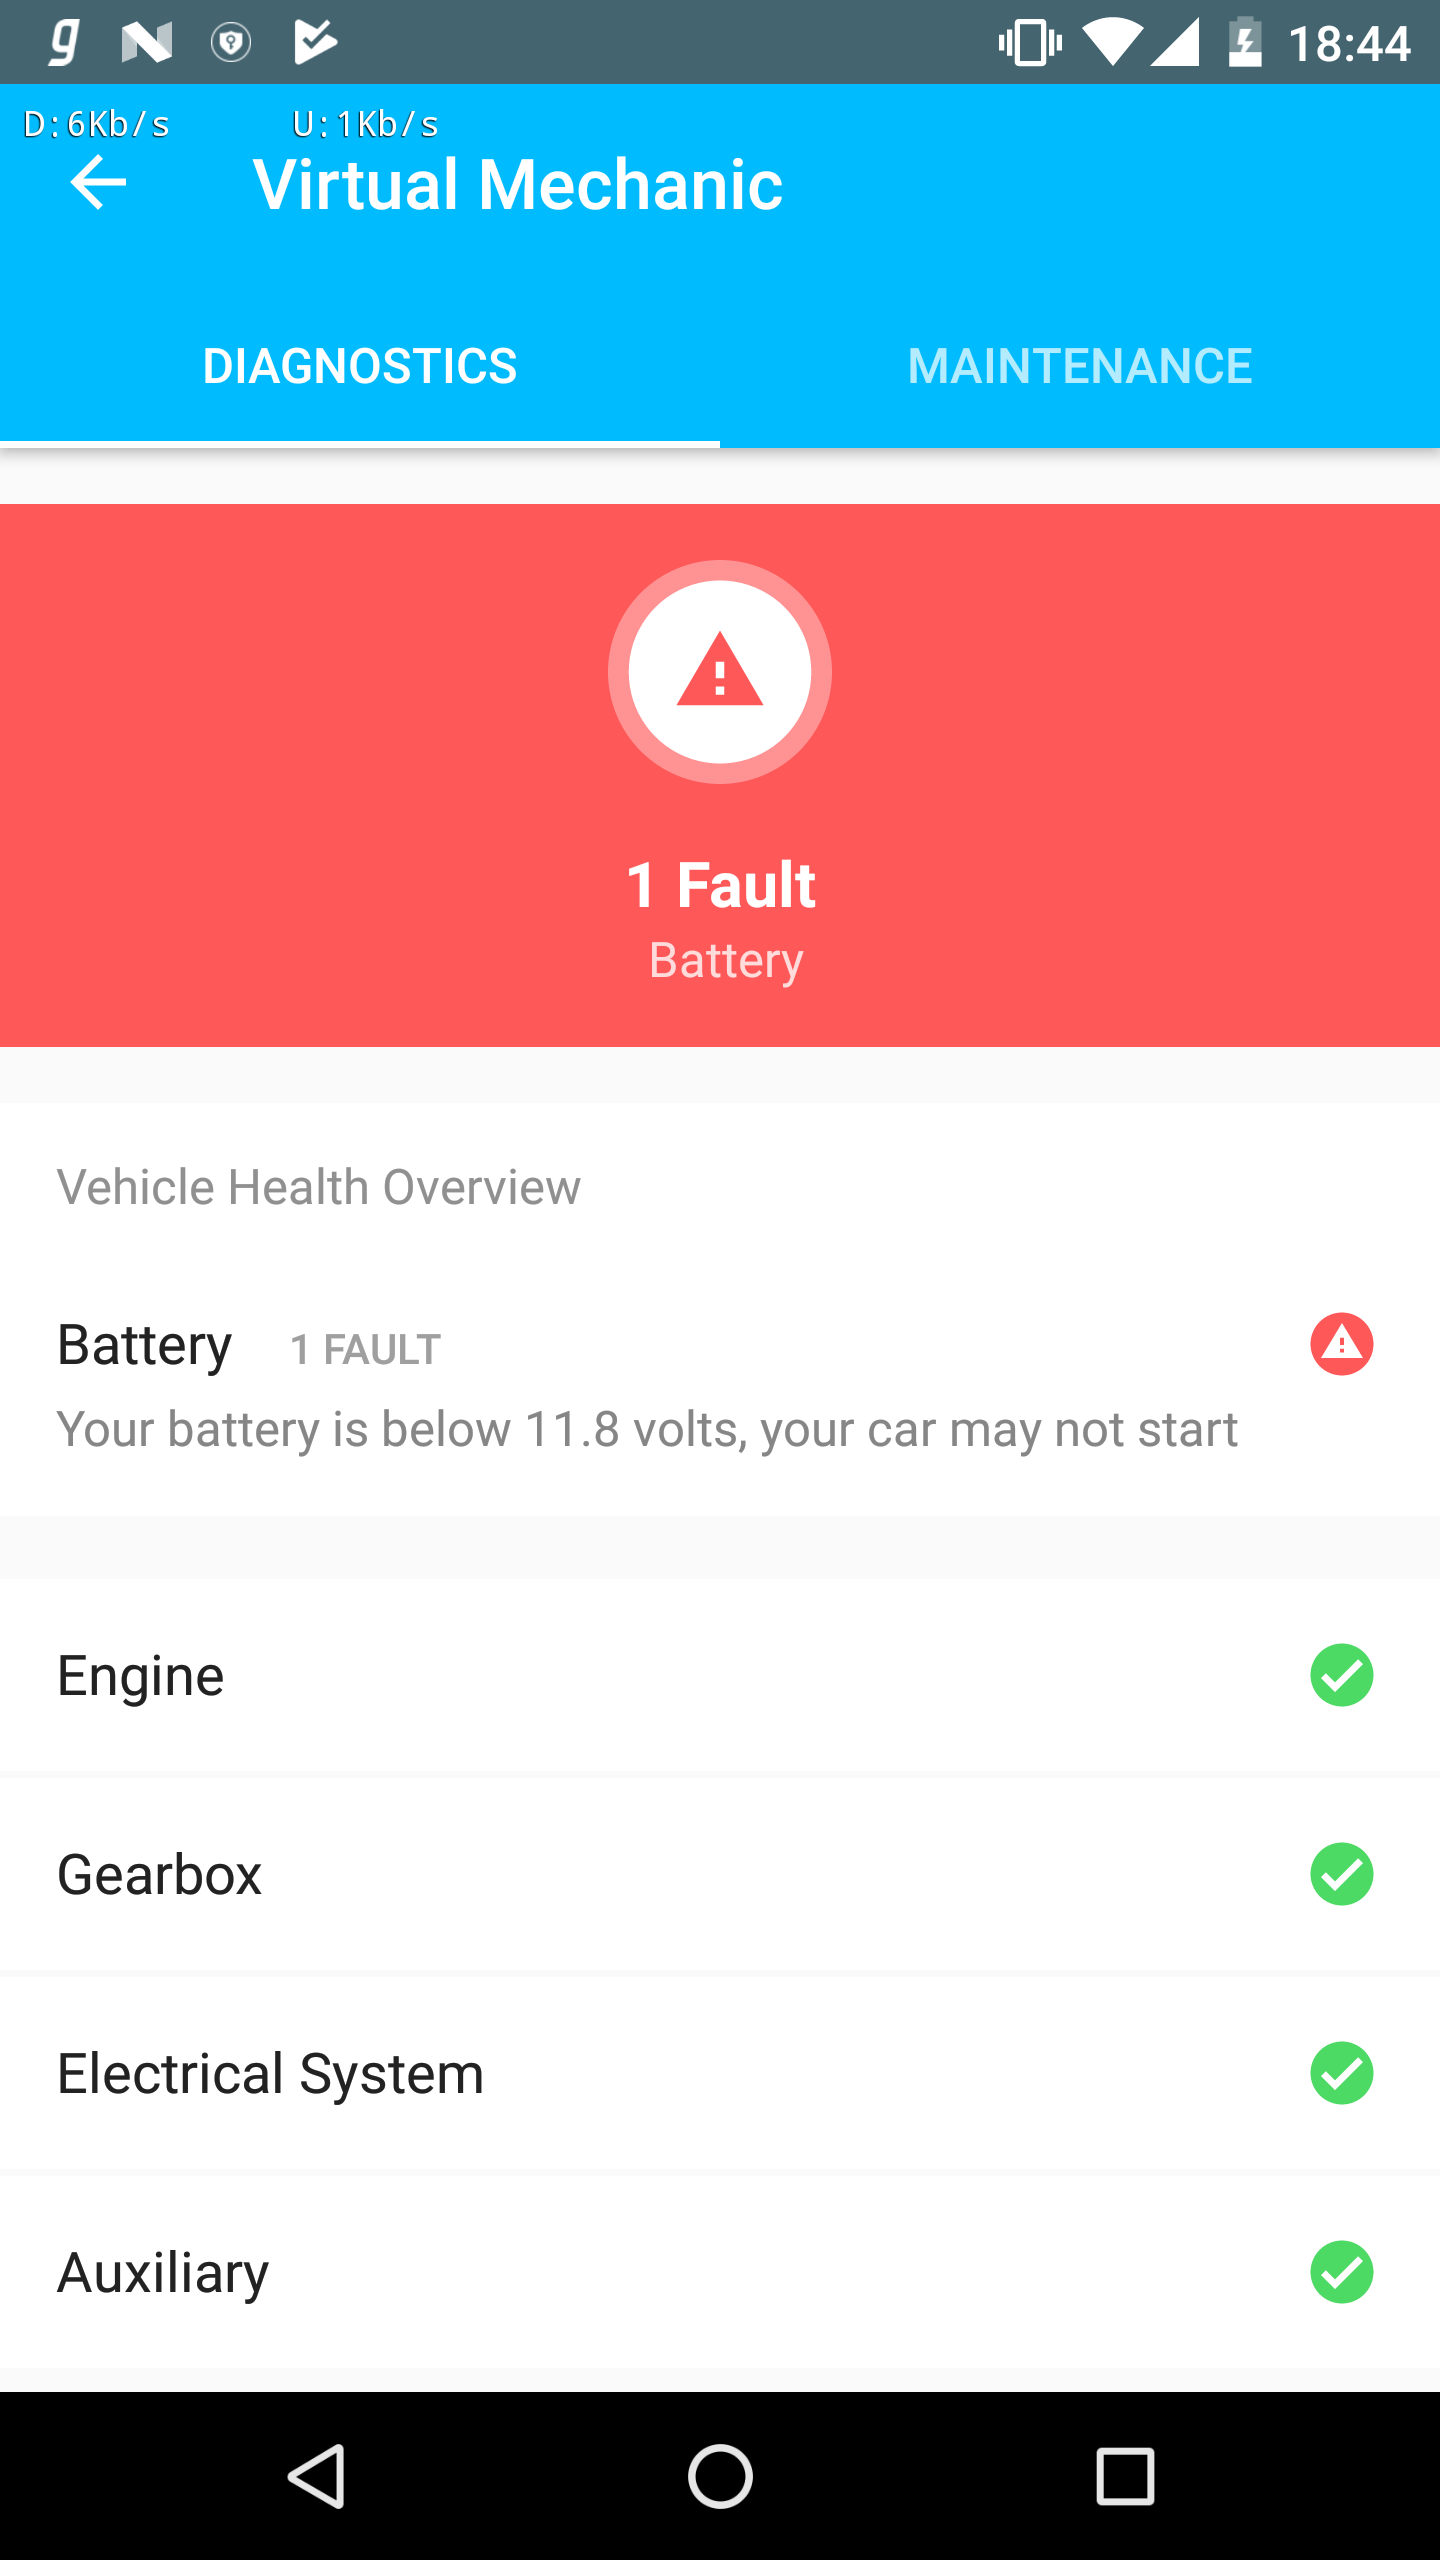 18:44
D:6Kb/s U:1Kb/s
Virtual Mechanic
DIAGNOSTICS MAINTENANCE
1 Fault
Battery
Vehicle Health Overview
Battery 1 FAULT
Your battery is below 11.8 volts, your car may not start
Engine
Gearbox
Electrical System
Auxiliary